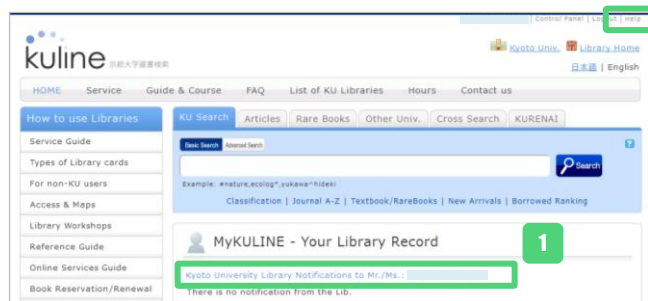 Control Panel | Logout | Help
kuline 京都大学蔵書検索
Kyoto Univ. Library Home
日本語 | English
HOME Service Guide & Course FAQ List of KU Libraries Hours Contact us
How to use Libraries
Service Guide
Types of Library cards
For non-KU users
Access & Maps
Library Workshops
Reference Guide
Online Services Guide
Book Reservation/Renewal
KU Search Articles Rare Books Other Univ. Cross Search KURENAI
Basic Search Advanced Search
?
Search
Example: #nature,ecolog*,yukawa^hideki
Classification | Journal A-Z | Textbook/RareBooks | New Arrivals | Borrowed Ranking
MyKULINE - Your Library Record
1
Kyoto University Library Notifications to Mr./Ms. :
There is no notification from the Lib.